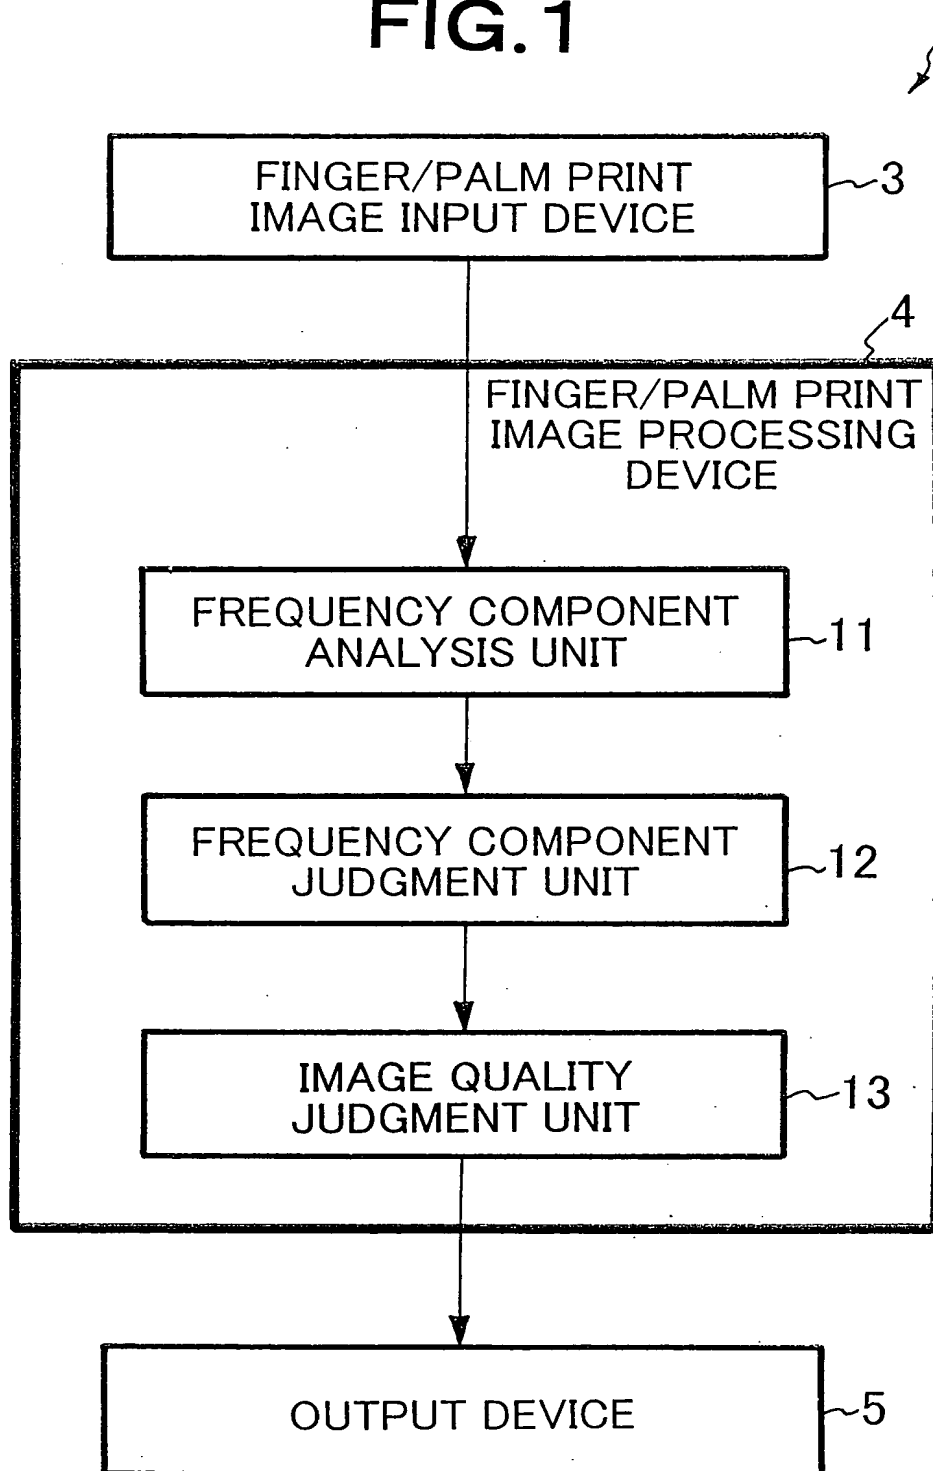 FIG. 1
FINGER/PALM PRINT
IMAGE INPUT DEVICE
3
4
FINGER/PALM PRINT
IMAGE PROCESSING
DEVICE
FREQUENCY COMPONENT
ANALYSIS UNIT
11
FREQUENCY COMPONENT
JUDGMENT UNIT
12
IMAGE QUALITY
JUDGMENT UNIT
13
OUTPUT DEVICE
5